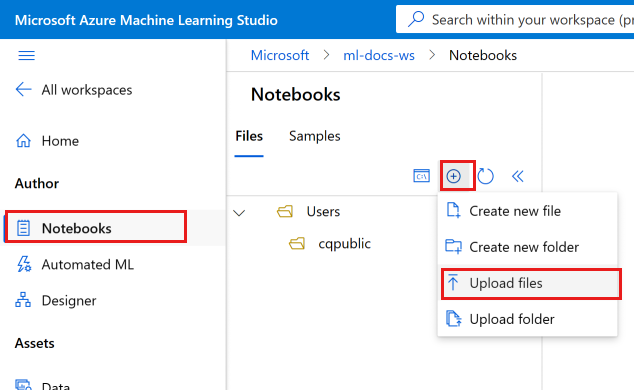 Microsoft Azure Machine Learning Studio
Search within your workspace (pr
All workspaces
Home
Author
Notebooks
Automated ML
Designer
Assets
Data
Microsoft > ml-docs-ws > Notebooks
Notebooks
Files Samples
C:\
Users
cqpublic
Create new file
Create new folder
Upload files
Upload folder